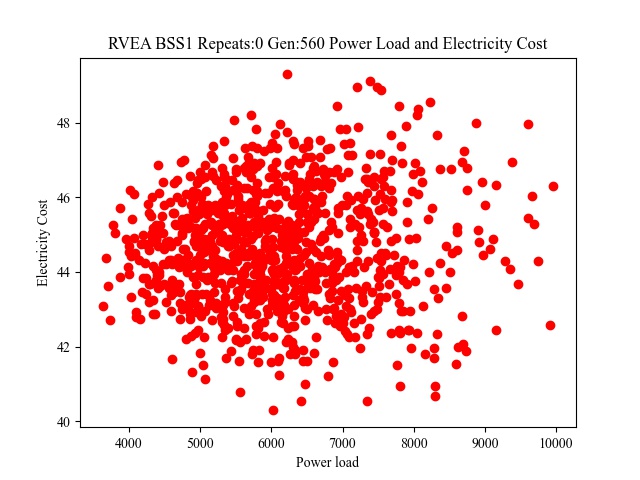 RVEA BSS1 Repeats:0 Gen:560 Power Load and Electricity Cost
Electricity Cost
48
46
44
42
40
4000 5000 6000 7000 8000 9000 10000
Power load